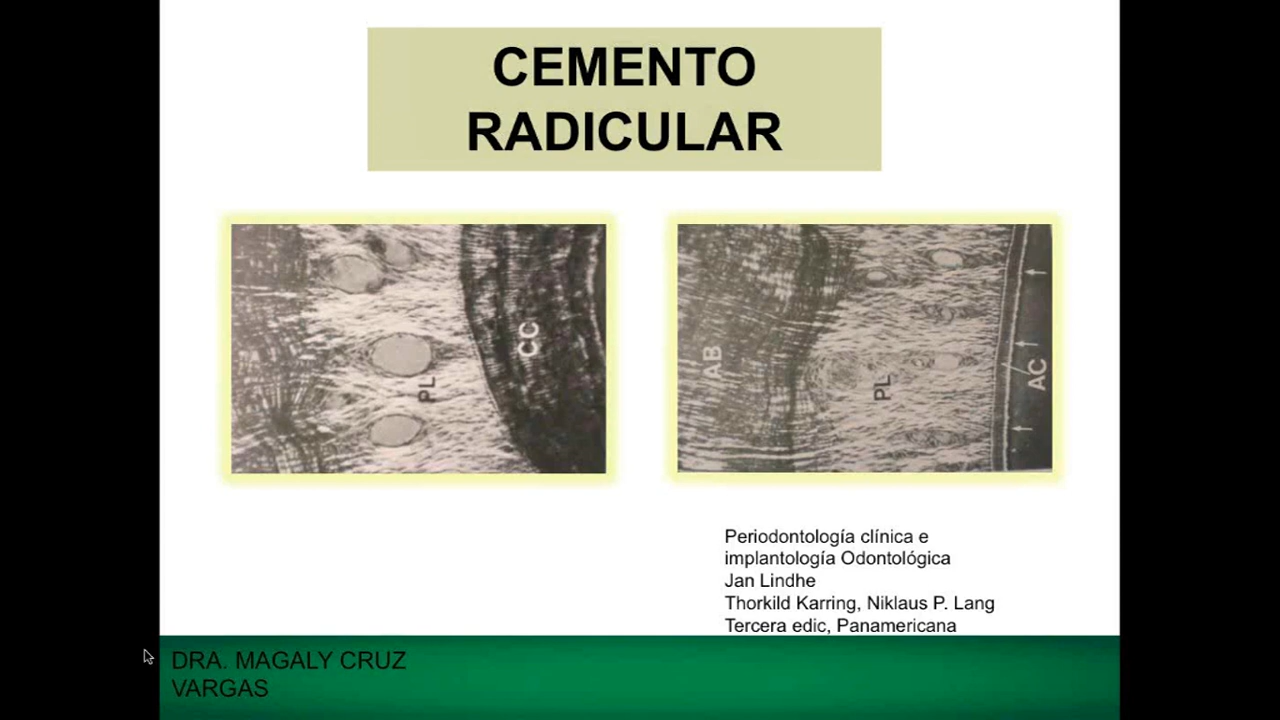 CEMENTO
RADICULAR
CC
PL
AB
PL
AC
Periodontología clínica e
implantología Odontológica
Jan Lindhe
Thorkild Karring, Niklaus P. Lang
Tercera edic, Panamericana
DRA. MAGALY CRUZ
VARGAS